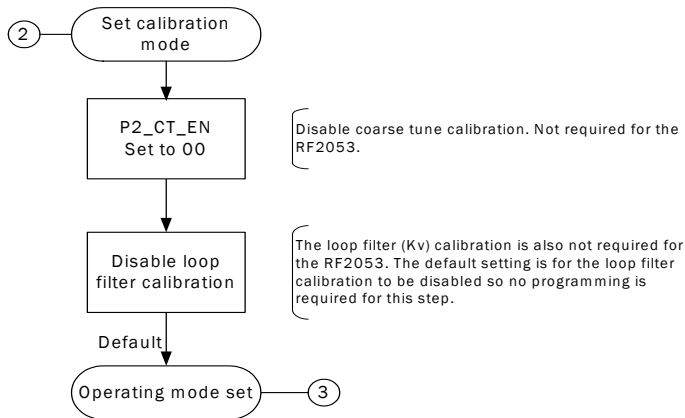 2
Set calibration
mode
P2_CT_EN
Set to 00
Disable coarse tune calibration. Not required for the
RF2053.
Disable loop
filter calibration
The loop filter (Kv) calibration is also not required for
the RF2053. The default setting is for the loop filter
calibration to be disabled so no programming is
required for this step.
Default
Operating mode set
3